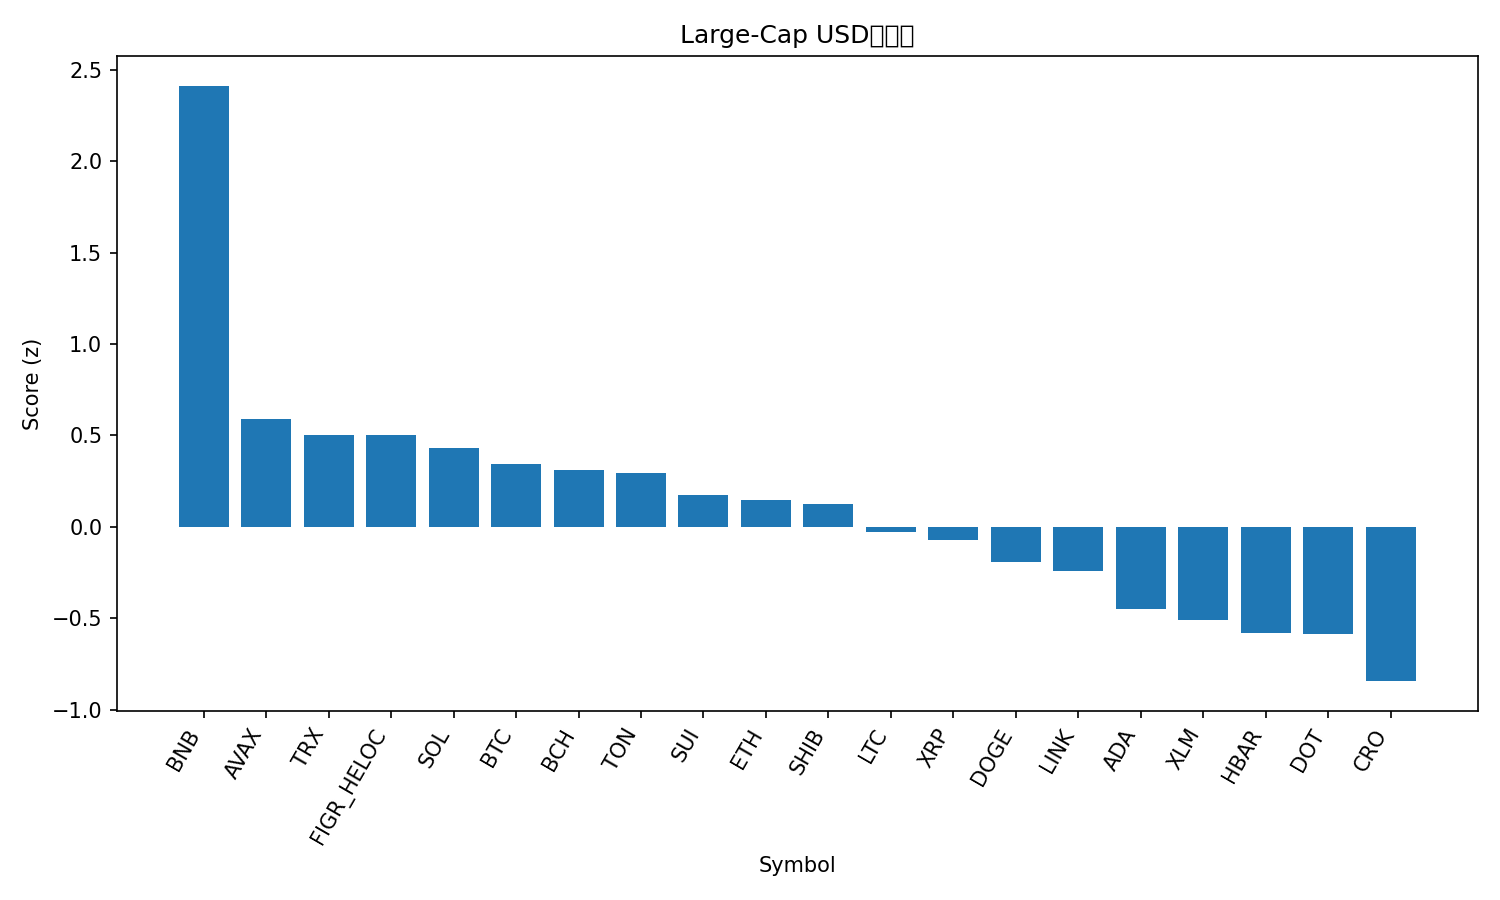 Large-Cap USD
2.5
2.0
1.5
1.0
0.5
0.0
−0.5
−1.0
Score (z)
BNB
AVAX
TRX
FIGR_HELOC
SOL
BTC
BCH
TON
SUI
ETH
SHIB
LTC
XRP
DOGE
LINK
ADA
XLM
HBAR
DOT
CRO
Symbol